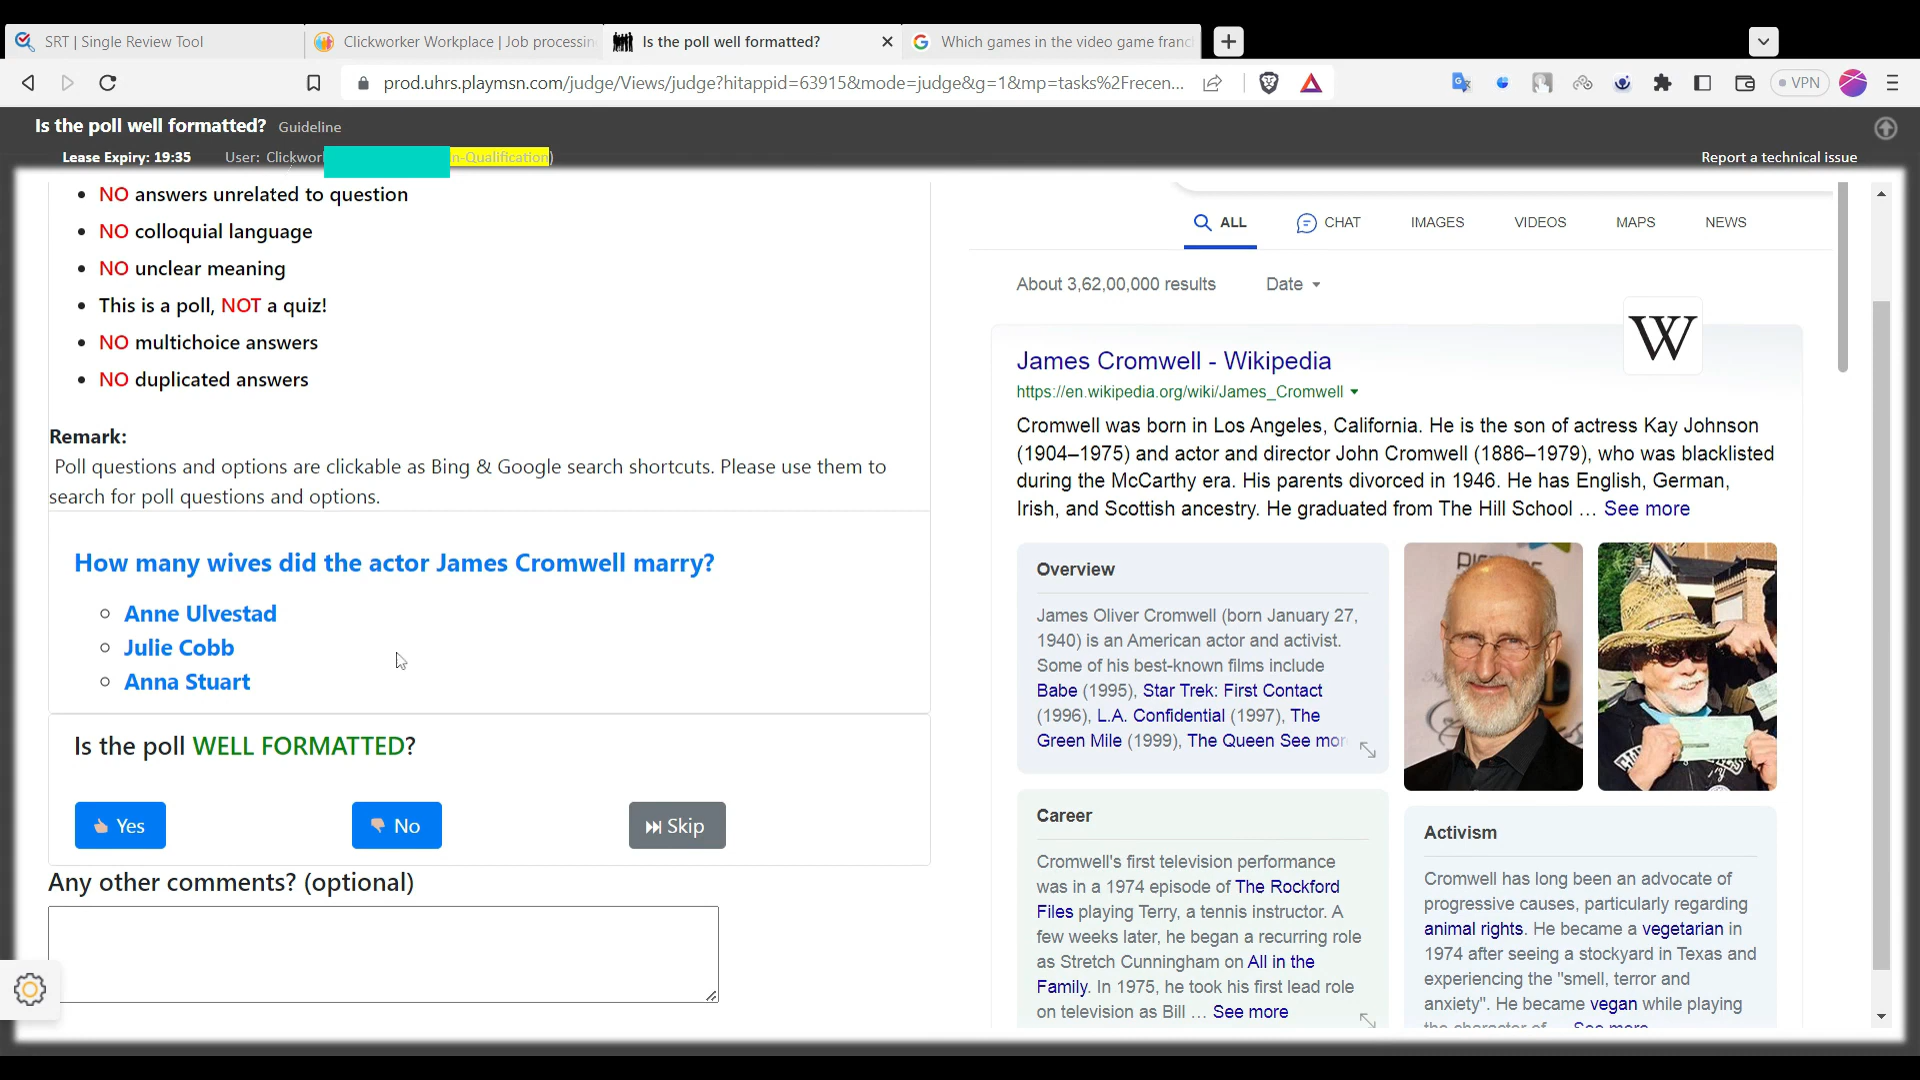 SRT | Single Review Tool
Clickworker Workplace | Job processin
Is the poll well formatted?
Which games in the video game franc
prod.uhrs.playmsn.com/judge/Views/judge?hitappid=63915&mode=judge&g=1&mp=tasks%2Frecen...
VPN
Is the poll well formatted? Guideline
Lease Expiry: 19:35 User: Clickwor n-Qualification)
Report a technical issue
NO answers unrelated to question
NO colloquial language
NO unclear meaning
This is a poll, NOT a quiz!
NO multichoice answers
NO duplicated answers
Remark:
Poll questions and options are clickable as Bing & Google search shortcuts. Please use them to
search for poll questions and options.
How many wives did the actor James Cromwell marry?
Anne Ulvestad
Julie Cobb
Anna Stuart
Is the poll WELL FORMATTED?
Yes
No
Skip
Any other comments? (optional)
ALL CHAT IMAGES VIDEOS MAPS NEWS
About 3,62,00,000 results Date
W
James Cromwell - Wikipedia
https://en.wikipedia.org/wiki/James_Cromwell
Cromwell was born in Los Angeles, California. He is the son of actress Kay Johnson
(1904–1975) and actor and director John Cromwell (1886–1979), who was blacklisted
during the McCarthy era. His parents divorced in 1946. He has English, German,
Irish, and Scottish ancestry. He graduated from The Hill School ... See more
Overview
James Oliver Cromwell (born January 27,
1940) is an American actor and activist.
Some of his best-known films include
Babe (1995), Star Trek: First Contact
(1996), L.A. Confidential (1997), The
Green Mile (1999), The Queen See mor
Career
Cromwell's first television performance
was in a 1974 episode of The Rockford
Files playing Terry, a tennis instructor. A
few weeks later, he began a recurring role
as Stretch Cunningham on All in the
Family. In 1975, he took his first lead role
on television as Bill ... See more
Activism
Cromwell has long been an advocate of
progressive causes, particularly regarding
animal rights. He became a vegetarian in
1974 after seeing a stockyard in Texas and
experiencing the "smell, terror and
anxiety". He became vegan while playing
the character of ... See more